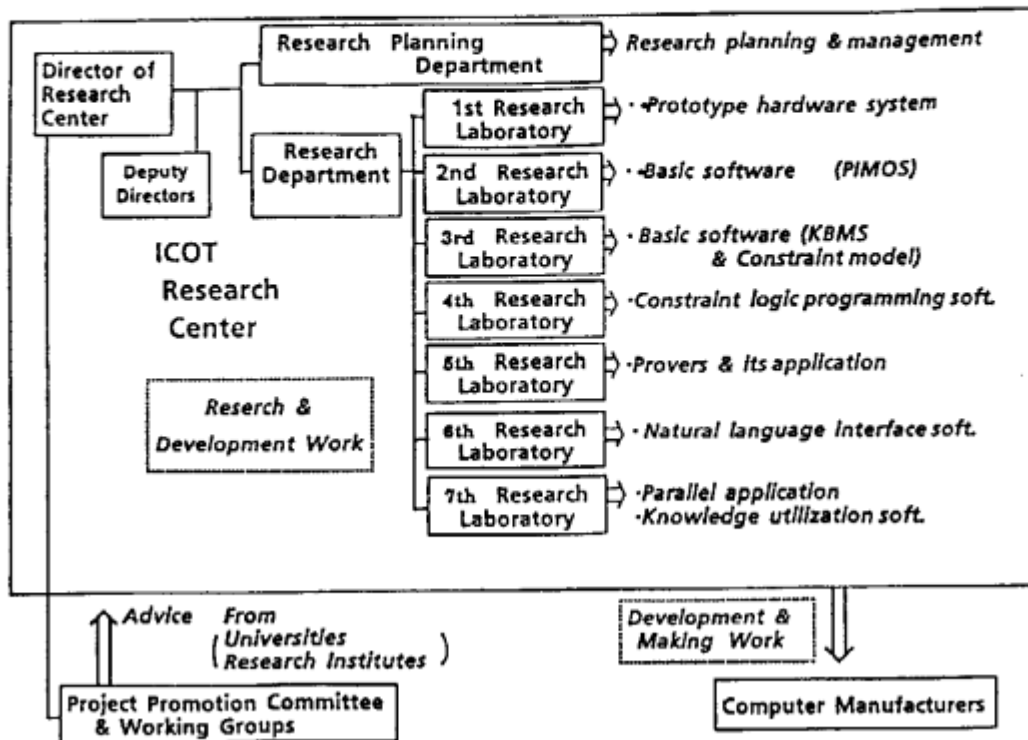 Research Planning
Department
Research planning & management
Director of
Research
Center
Deputy
Directors
Research
Department
1st Research
Laboratory
·Prototype hardware system
2nd Research
Laboratory
·Basic software (PIMOS)
3rd Research
Laboratory
·Basic software (KBMS
& Constraint model)
4th Research
Laboratory
·Constraint logic programming soft.
5th Research
Laboratory
·Provers & its application
6th Research
Laboratory
·Natural language interface soft.
7th Research
Laboratory
·Parallel application
·Knowledge utilization soft.
ICOT
Research
Center
Reserch &
Development Work
Advice From
(Universities
Research Institutes)
Development &
Making Work
Project Promotion Committee
& Working Groups
Computer Manufacturers